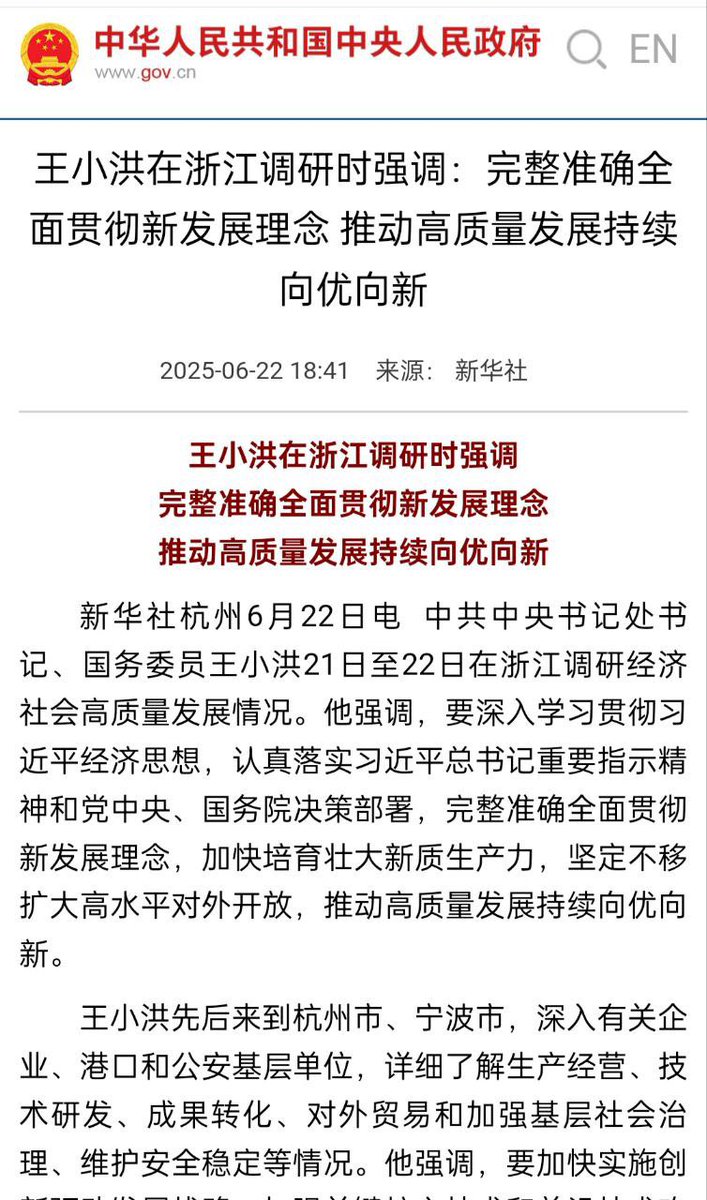 中华人民共和国中央人民政府
EN
www.gov.cn
王小洪在浙江调研时强调：完整准确全
面贯彻新发展理念 推动高质量发展持续
向优向新
2025-06-22 18:41 来源： 新华社
王小洪在浙江调研时强调
完整准确全面贯彻新发展理念
推动高质量发展持续向优向新
新华社杭州6月22日电 中共中央书记处书
记、国务委员王小洪21日至22日在浙江调研经济
社会高质量发展情况。他强调，要深入学习贯彻习
近平经济思想，认真落实习近平总书记重要指示精
神和党中央、国务院决策部署，完整准确全面贯彻
新发展理念，加快培育壮大新质生产力，坚定不移
扩大高水平对外开放，推动高质量发展持续向优向
新。
王小洪先后来到杭州市、宁波市，深入有关企
业、港口和公安基层单位，详细了解生产经营、技
术研发、成果转化、对外贸易和加强基层社会治
理、维护安全稳定等情况。他强调，要加快实施创